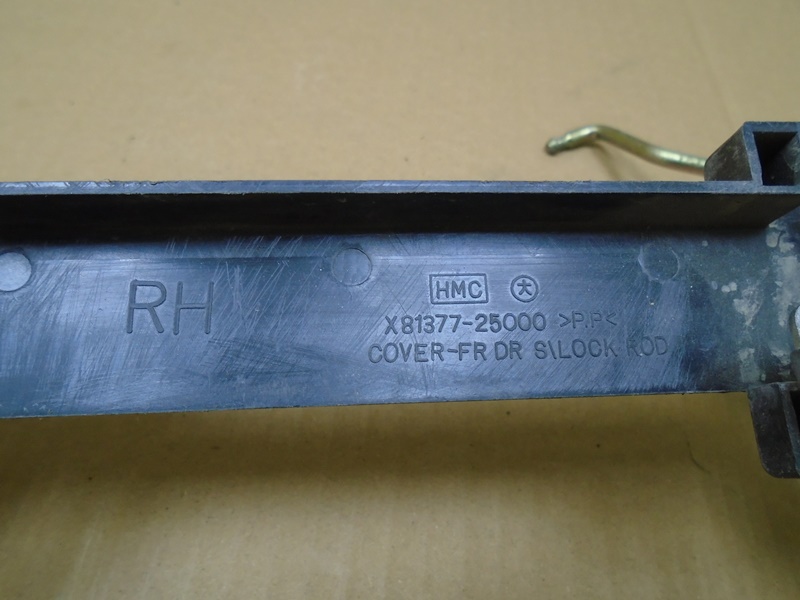 RH
HMC 大
X81377-25000 >P.P<
COVER-FR DR S\LOCK ROD